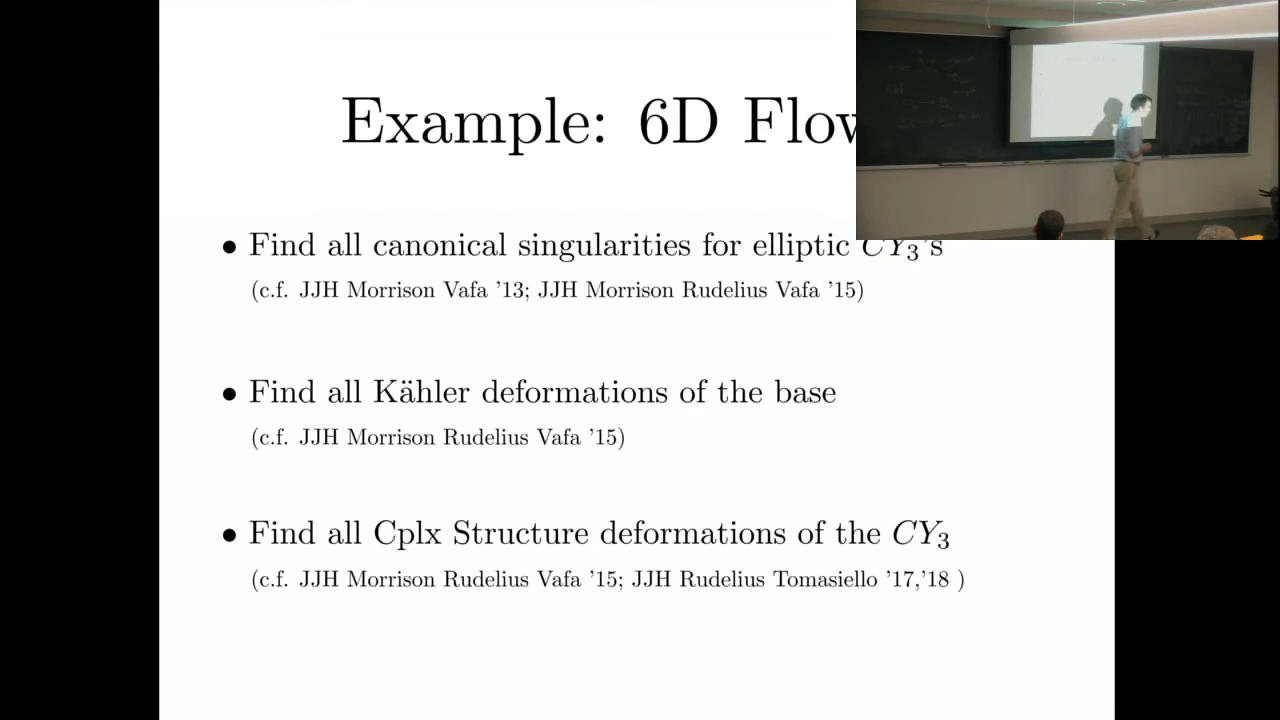 Example: 6D Flow
• Find all canonical singularities for elliptic CY₃'s
(c.f. JJH Morrison Vafa '13; JJH Morrison Rudelius Vafa '15)
• Find all Kähler deformations of the base
(c.f. JJH Morrison Rudelius Vafa '15)
• Find all Cplx Structure deformations of the CY₃
(c.f. JJH Morrison Rudelius Vafa '15; JJH Rudelius Tomasiello '17,'18 )